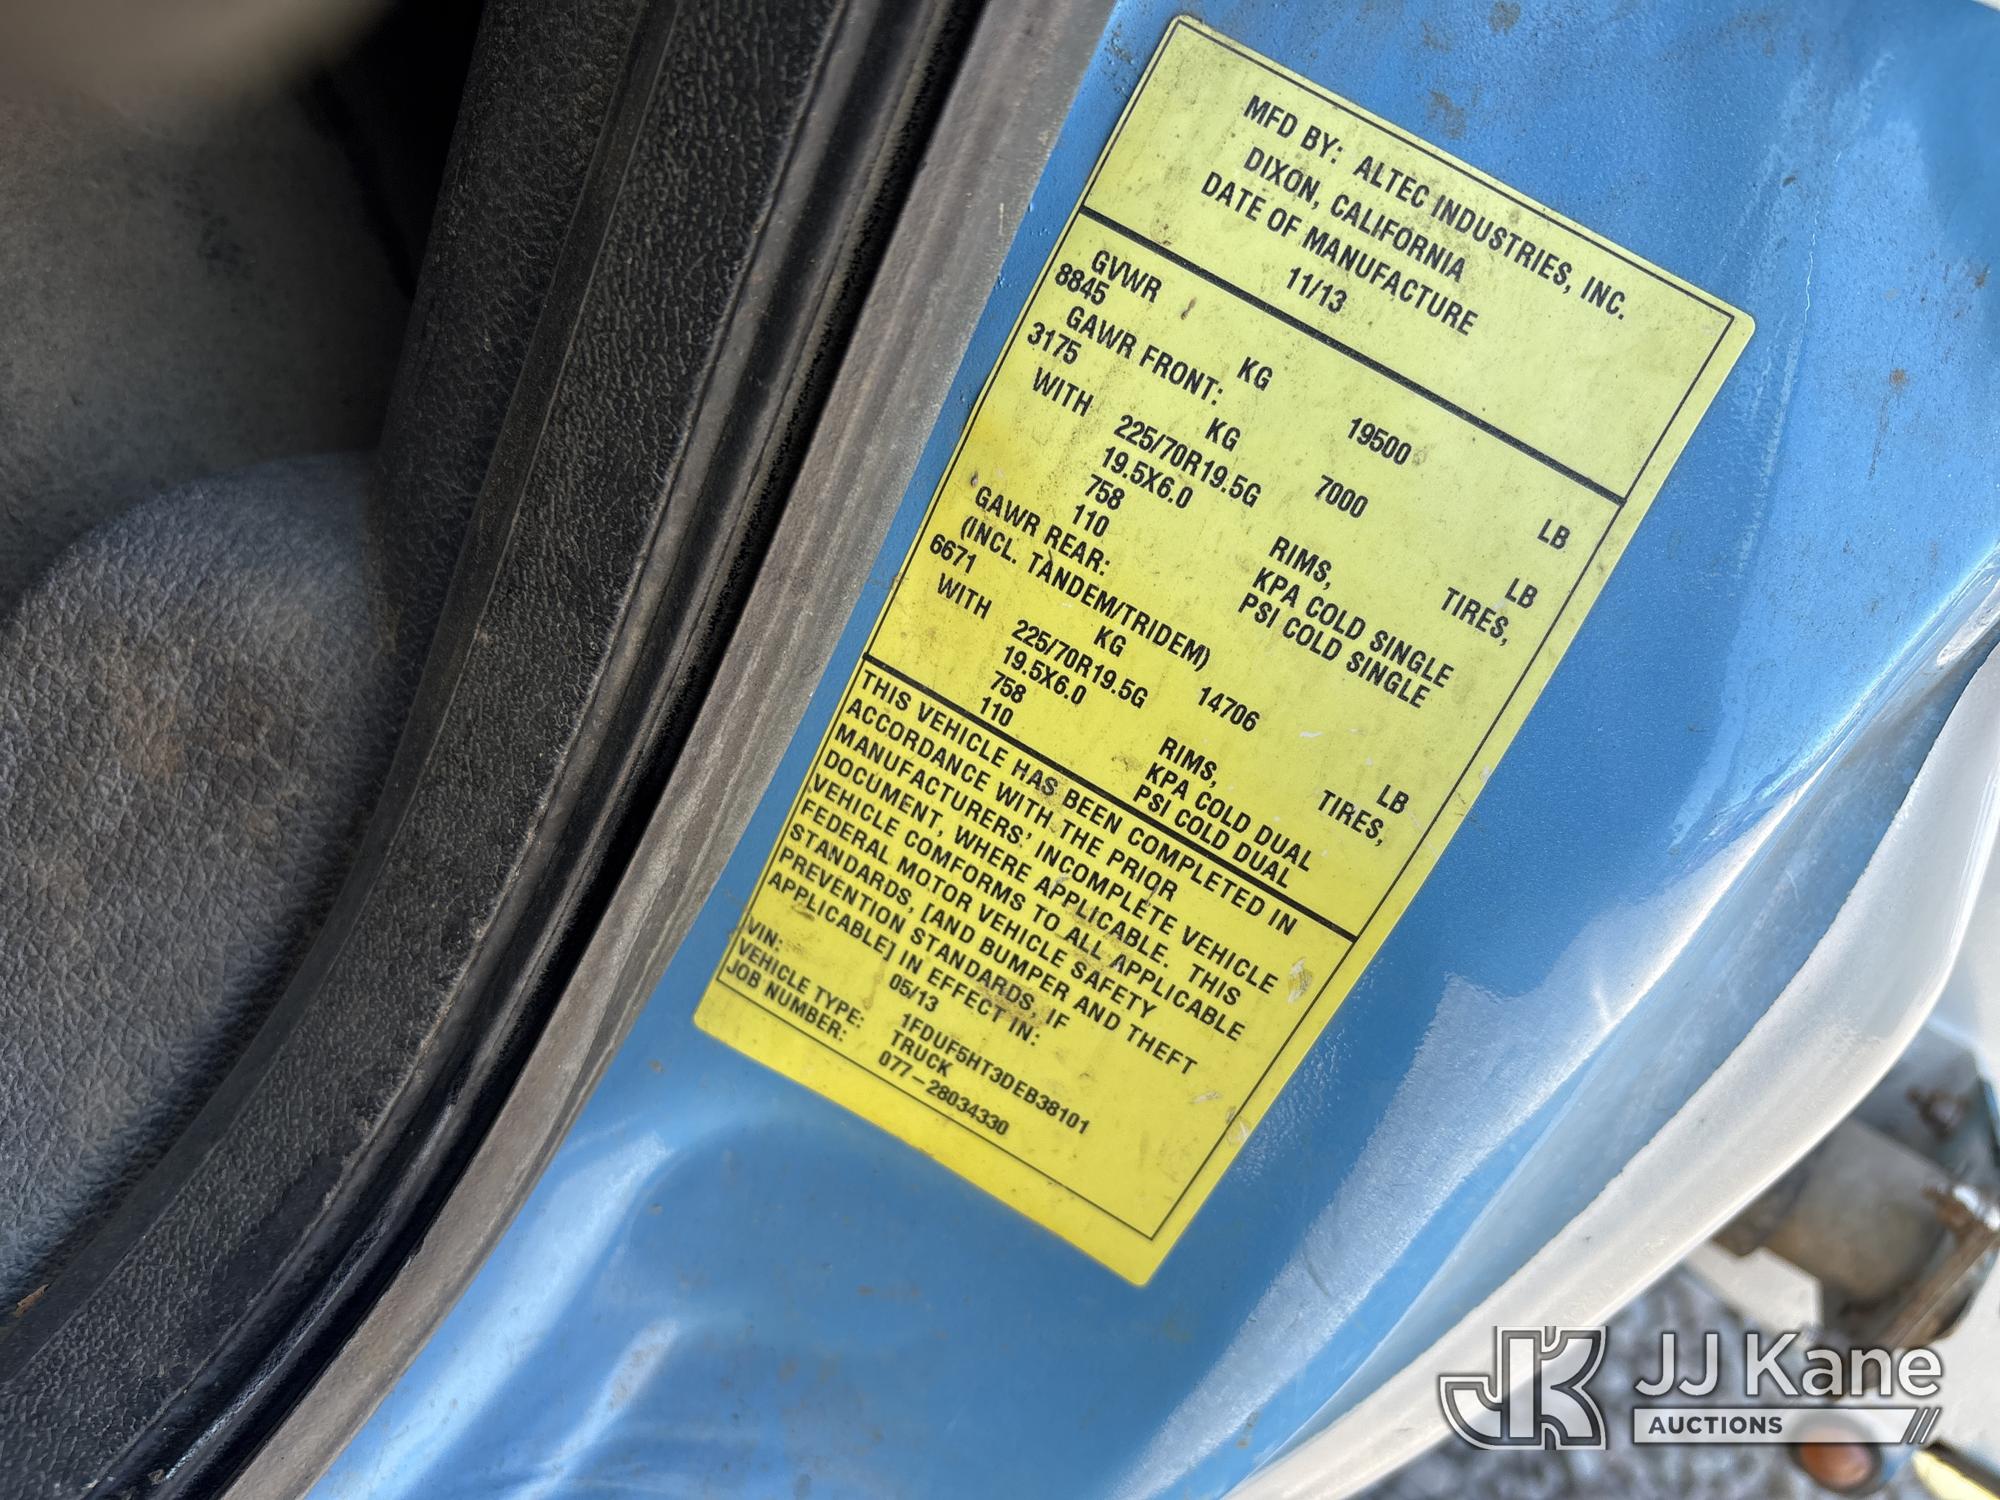 MFD BY: ALTEC INDUSTRIES, INC.
DIXON, CALIFORNIA
DATE OF MANUFACTURE
11/13
GVWR
8845 KG 19500 LB
GAWR FRONT:
3175 KG 7000 LB
WITH 225/70R19.5G TIRES,
19.5X6.0 RIMS,
758 KPA COLD SINGLE
110 PSI COLD SINGLE
GAWR REAR:
(INCL. TANDEM/TRIDEM)
6671 KG 14706 LB
WITH 225/70R19.5G TIRES,
19.5X6.0 RIMS,
758 KPA COLD DUAL
110 PSI COLD DUAL
THIS VEHICLE HAS BEEN COMPLETED IN
ACCORDANCE WITH THE PRIOR
MANUFACTURERS' INCOMPLETE VEHICLE
DOCUMENT, WHERE APPLICABLE. THIS
VEHICLE COMFORMS TO ALL APPLICABLE
FEDERAL MOTOR VEHICLE SAFETY
STANDARDS, [AND BUMPER AND THEFT
PREVENTION STANDARDS, IF
APPLICABLE] IN EFFECT IN:
05/13
VIN: 1FDUF5HT3DEB38101
VEHICLE TYPE: TRUCK
JOB NUMBER: 077-28034330
JK JJ Kane
AUCTIONS